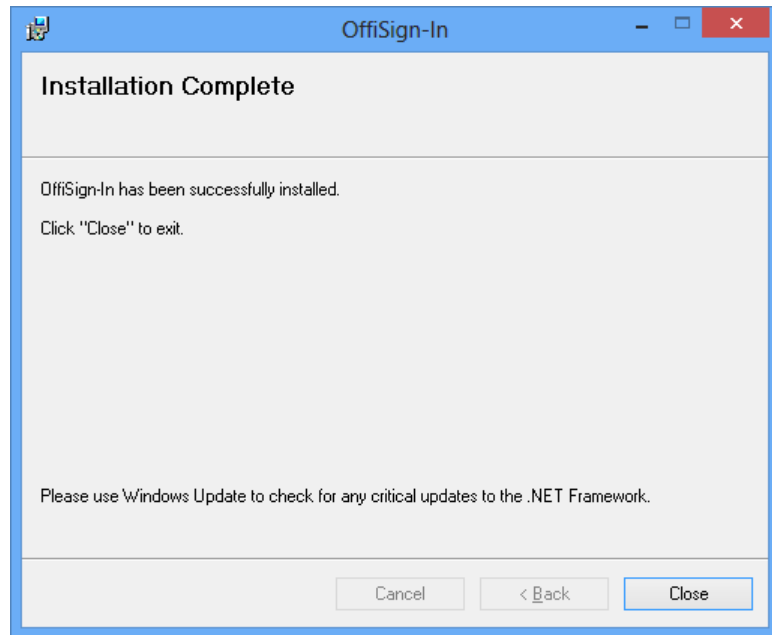 OffiSign-In
Installation Complete
OffiSign-In has been successfully installed.
Click "Close" to exit.
Please use Windows Update to check for any critical updates to the .NET Framework.
Cancel
< Back
Close